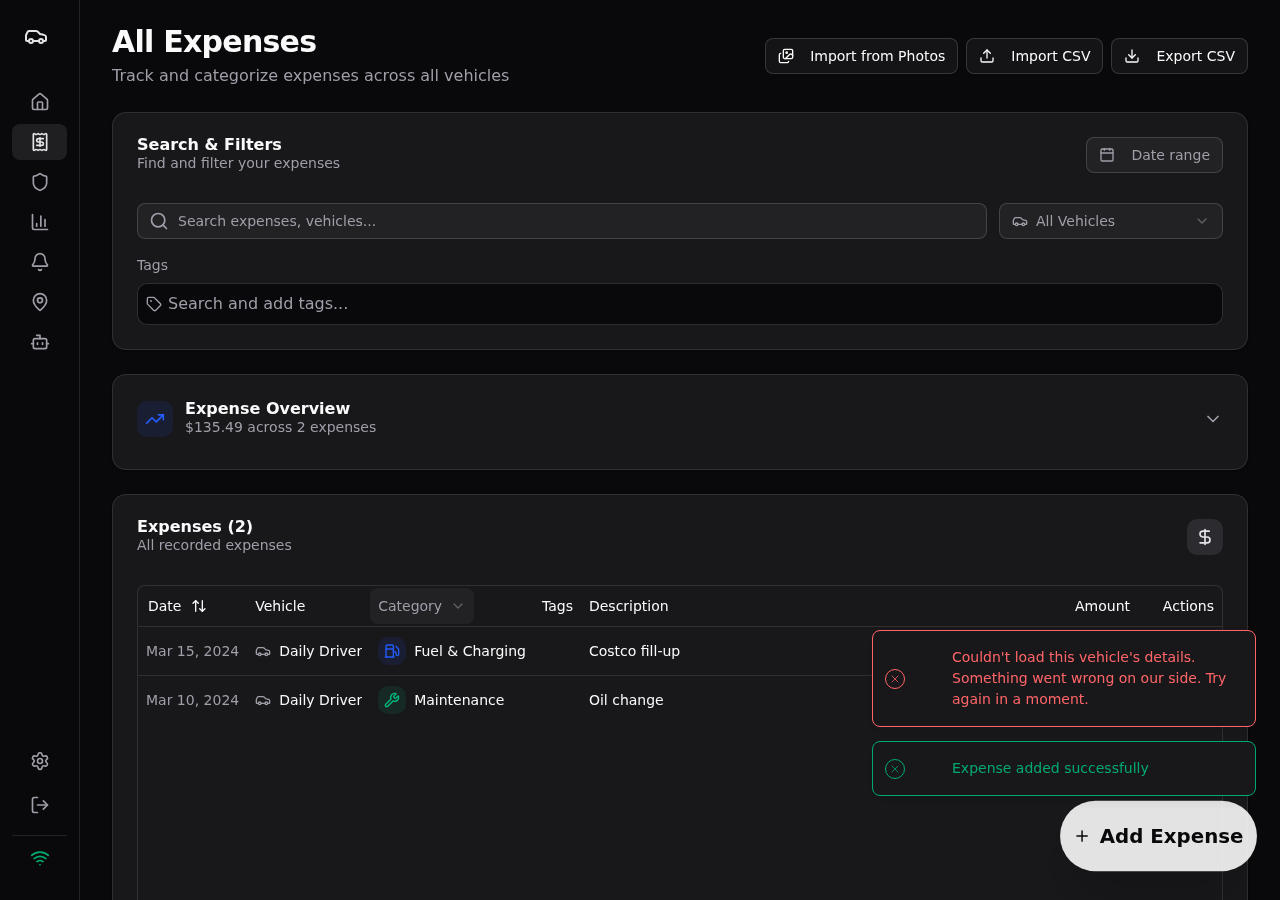 All Expenses
Track and categorize expenses across all vehicles
Import from Photos
Import CSV
Export CSV
Search & Filters
Find and filter your expenses
Date range
Search expenses, vehicles...
All Vehicles
Tags
Search and add tags...
Expense Overview
$135.49 across 2 expenses
Expenses (2)
All recorded expenses
Date Vehicle Category Tags Description Amount Actions
Mar 15, 2024 Daily Driver Fuel & Charging Costco fill-up
Mar 10, 2024 Daily Driver Maintenance Oil change
Couldn't load this vehicle's details.
Something went wrong on our side. Try
again in a moment.
Expense added successfully
Add Expense